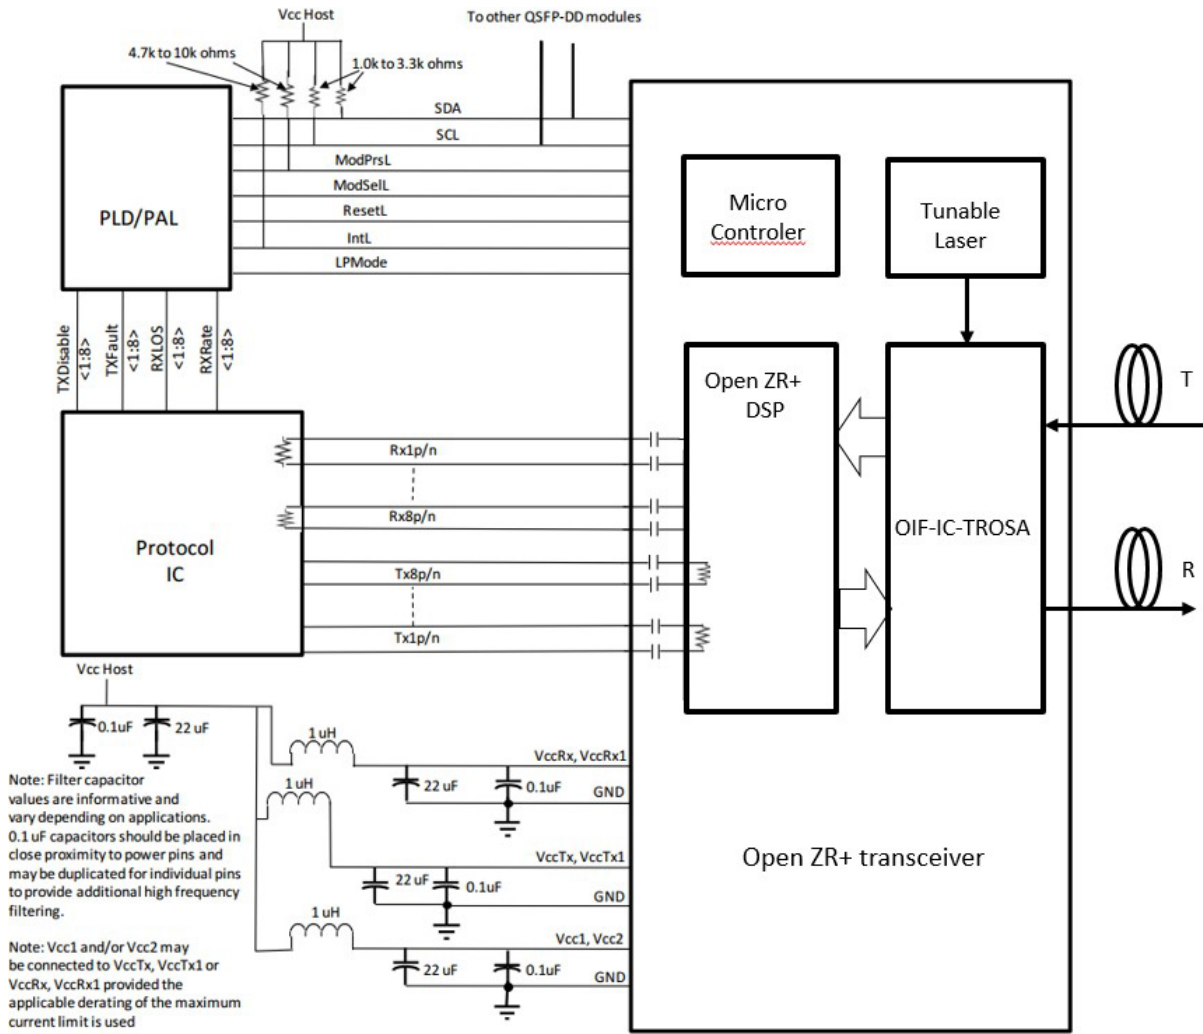 Vcc Host
To other QSFP-DD modules
4.7k to 10k ohms
1.0k to 3.3k ohms
SDA
SCL
ModPrsL
ModSelL
ResetL
IntL
LPMode
PLD/PAL
Micro
Controler
Tunable
Laser
TXDisable
<1:8>
TXFault
<1:8>
RXLOS
<1:8>
RXRate
<1:8>
Open ZR+
DSP
T
Rx1p/n
Rx8p/n
OIF-IC-TROSA
Protocol
IC
Tx8p/n
R
Tx1p/n
Vcc Host
0.1uF
22 uF
1 uH
VccRx, VccRx1
22 uF
0.1uF
GND
1 uH
VccTx, VccTx1
22 uF
0.1uF
GND
1 uH
Vcc1, Vcc2
22 uF
0.1uF
GND
Open ZR+ transceiver
Note: Filter capacitor
values are informative and
vary depending on applications.
0.1 uF capacitors should be placed in
close proximity to power pins and
may be duplicated for individual pins
to provide additional high frequency
filtering.
Note: Vcc1 and/or Vcc2 may
be connected to VccTx, VccTx1 or
VccRx, VccRx1 provided the
applicable derating of the maximum
current limit is used